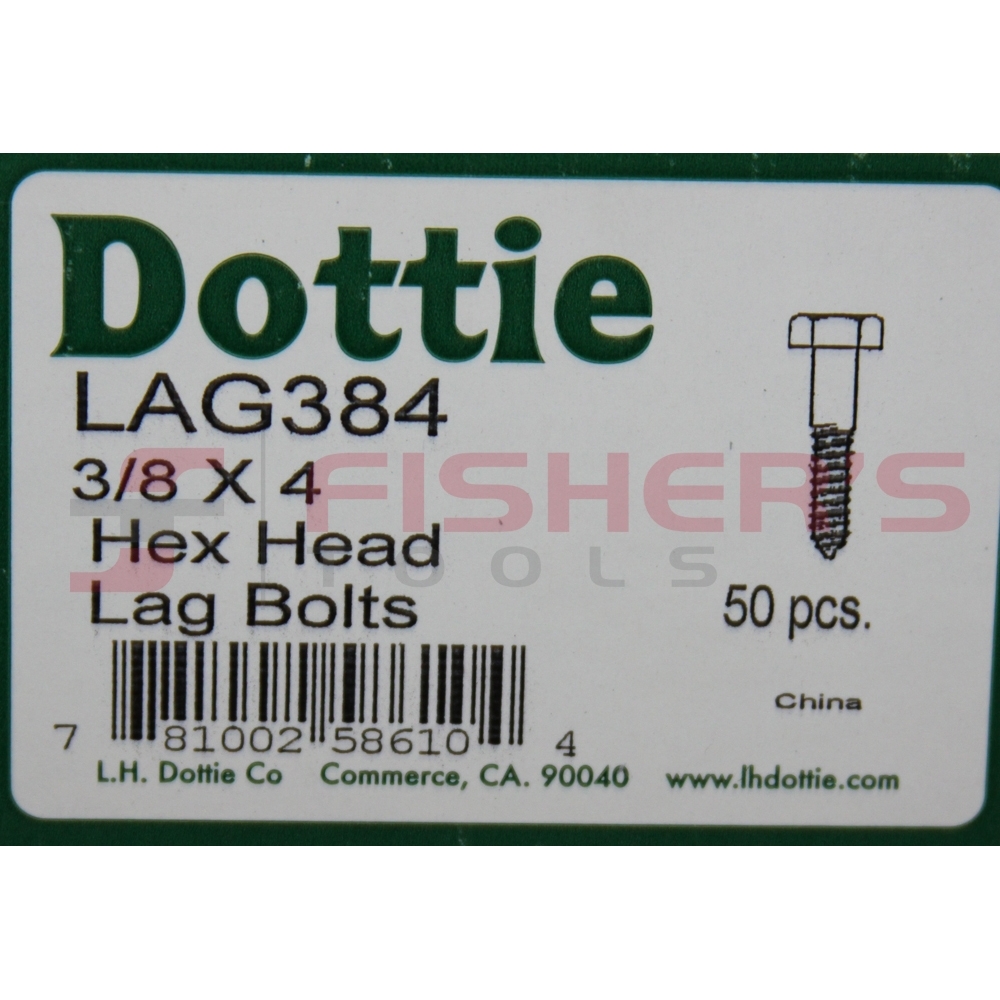 Dottie
LAG384
3/8 X 4
Hex Head
Lag Bolts
50 pcs.
China
7 81002 58610 4
L.H. Dottie Co Commerce, CA. 90040 www.lhdottie.com
FISHER'S
TOOLS